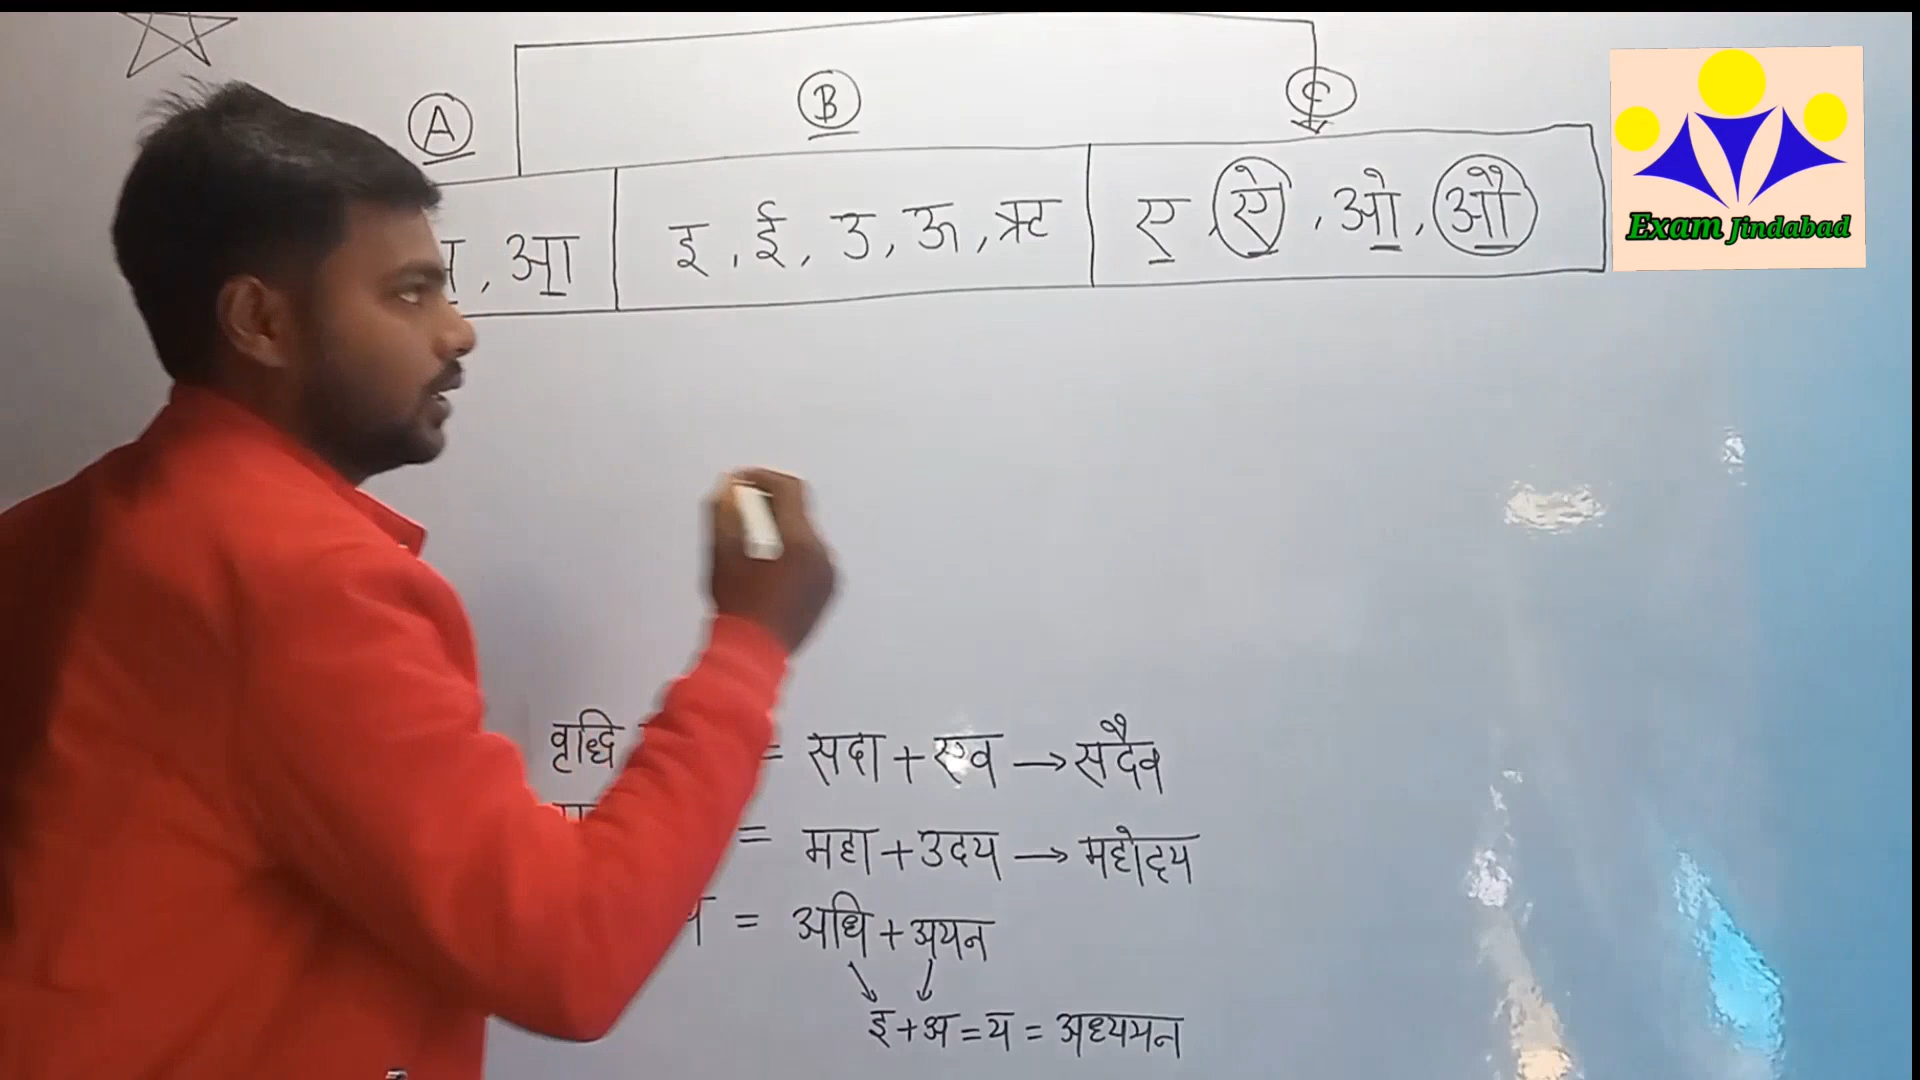 A B C
आ इ, ई, उ, ऊ, ऋ ए, ऐ, ओ, औ
Exam Jindabad
वृद्धि = सदा + एव → सदैव
= महा + उदय → महोदय
= अधि + अयन
इ + अ = य = अध्ययन